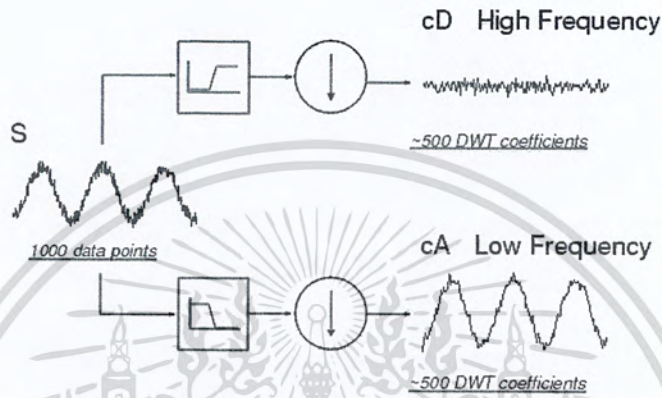 cD High Frequency
~500 DWT coefficients
S
1000 data points
cA Low Frequency
~500 DWT coefficients